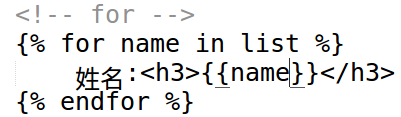 <!-- for -->
{% for name in list %}
姓名:<h3>{{name}}</h3>
{% endfor %}